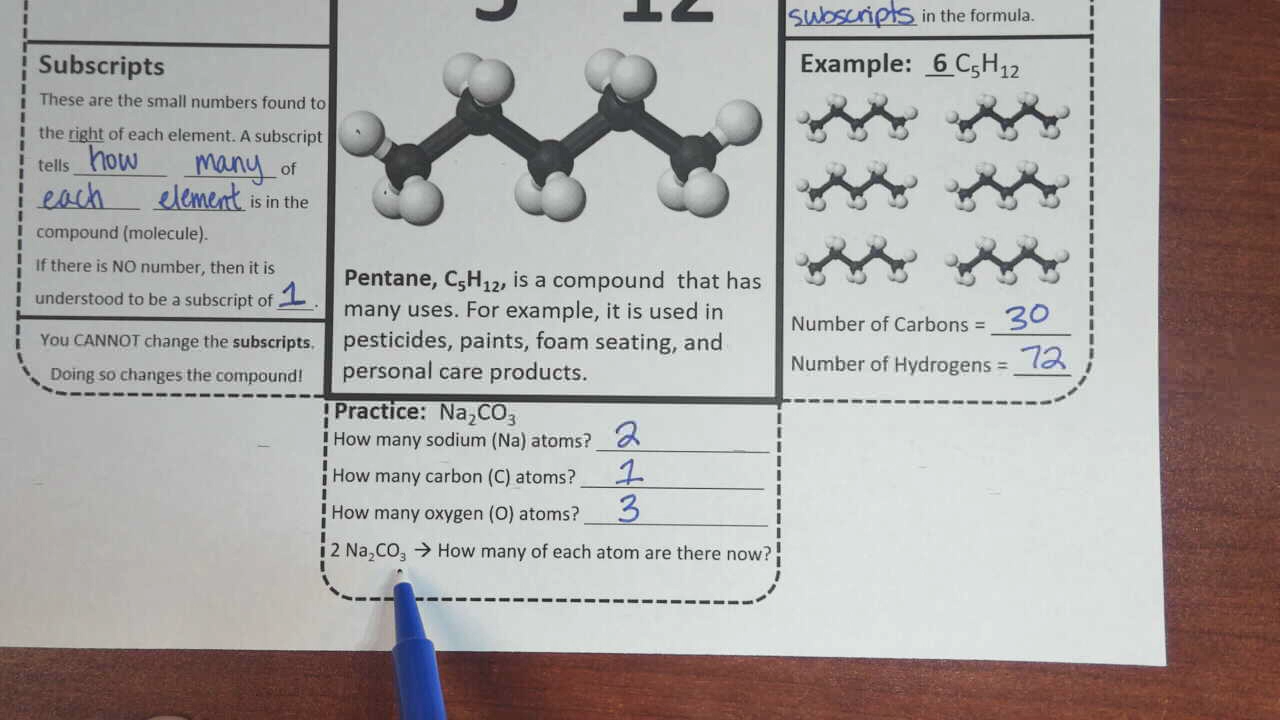 5 12
subscripts in the formula.
Subscripts
These are the small numbers found to
the right of each element. A subscript
tells how many of
each element is in the
compound (molecule).
If there is NO number, then it is
understood to be a subscript of 1.
You CANNOT change the subscripts.
Doing so changes the compound!
Pentane, C₅H₁₂, is a compound that has
many uses. For example, it is used in
pesticides, paints, foam seating, and
personal care products.
Example: 6 C₅H₁₂
Number of Carbons = 30
Number of Hydrogens = 72
Practice: Na₂CO₃
How many sodium (Na) atoms? 2
How many carbon (C) atoms? 1
How many oxygen (O) atoms? 3
2 Na₂CO₃ → How many of each atom are there now?